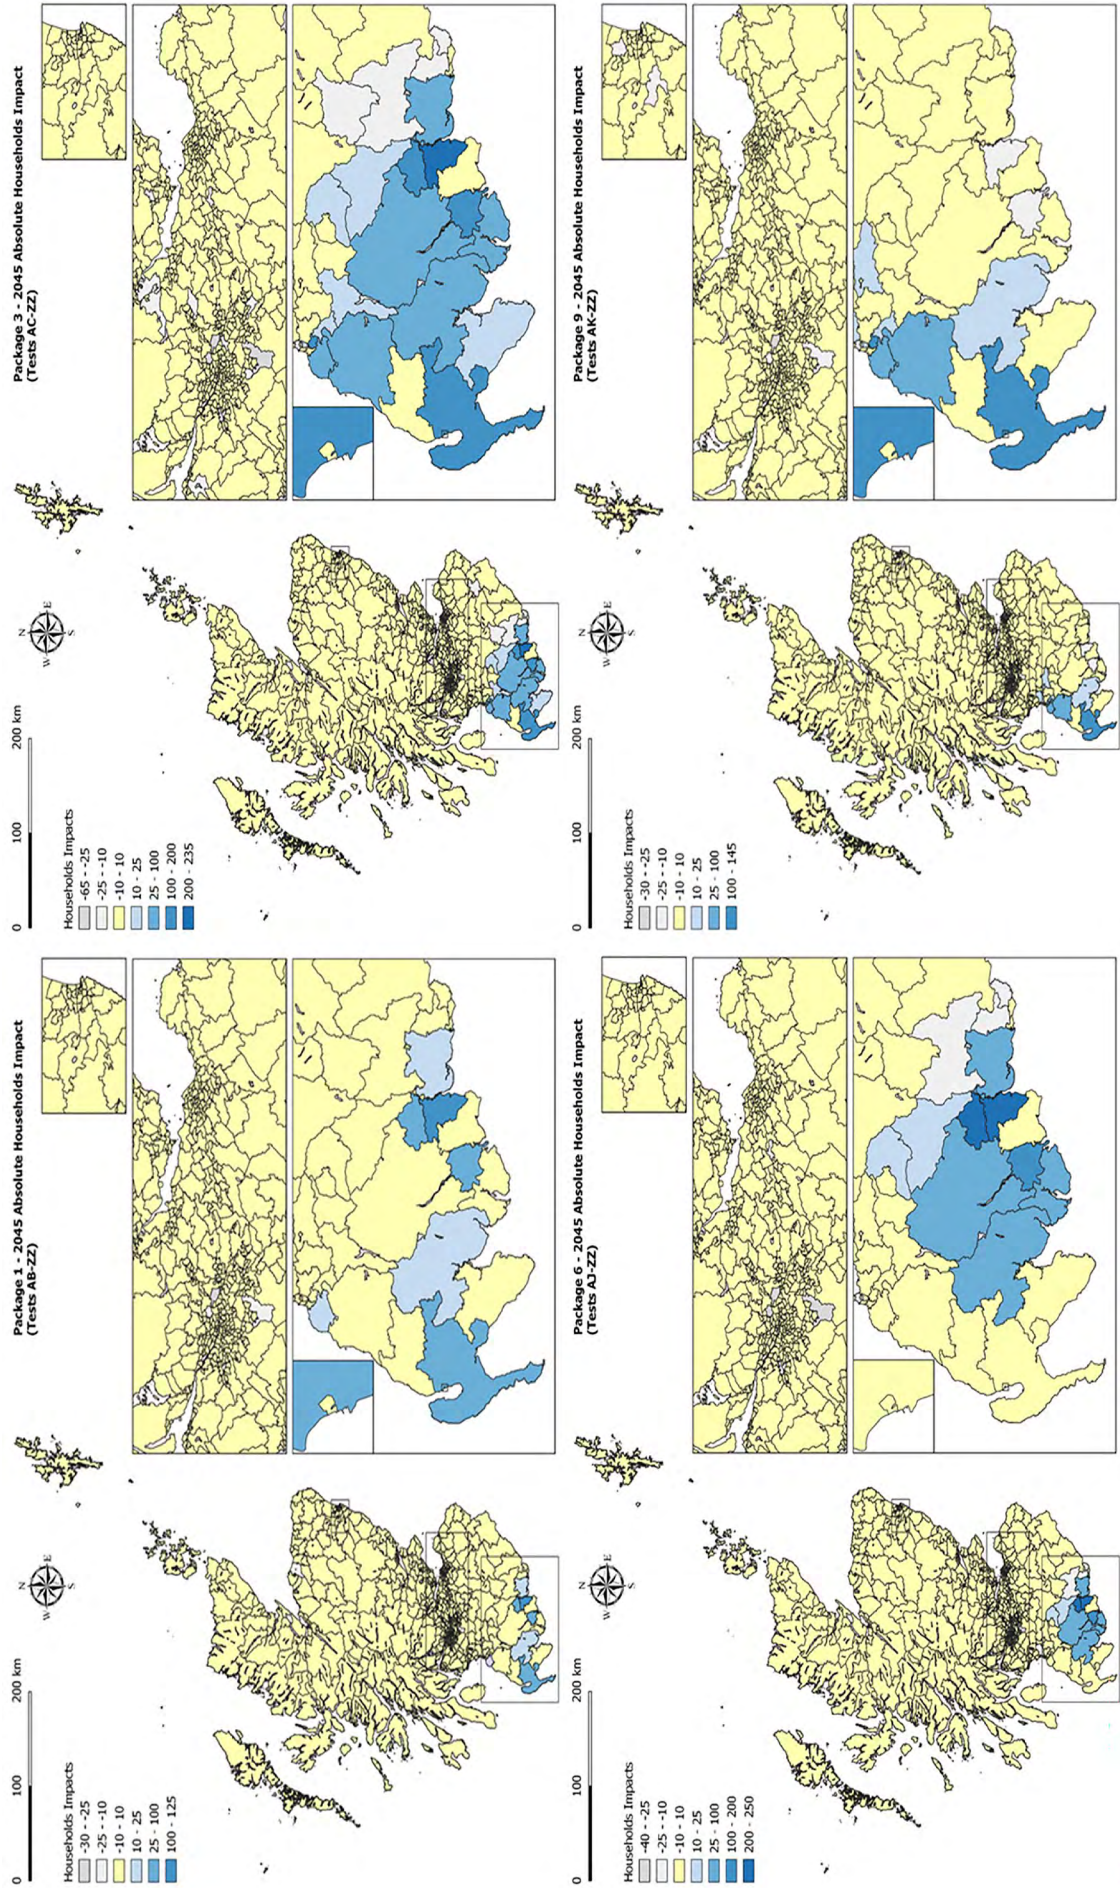 Package 1 - 2045 Absolute Households Impact
(Tests AB-ZZ)
0 100 200 km
N
W E
S
Households Impacts
-30 - -25
-25 - -10
-10 - 10
10 - 25
25 - 100
100 - 125
Package 3 - 2045 Absolute Households Impact
(Tests AC-ZZ)
0 100 200 km
N
W E
S
Households Impacts
-65 - -25
-25 - -10
-10 - 10
10 - 25
25 - 100
100 - 200
200 - 235
Package 6 - 2045 Absolute Households Impact
(Tests AJ-ZZ)
0 100 200 km
N
W E
S
Households Impacts
-40 - -25
-25 - -10
-10 - 10
10 - 25
25 - 100
100 - 200
200 - 250
Package 9 - 2045 Absolute Households Impact
(Tests AK-ZZ)
0 100 200 km
N
W E
S
Households Impacts
-30 - -25
-25 - -10
-10 - 10
10 - 25
25 - 100
100 - 145